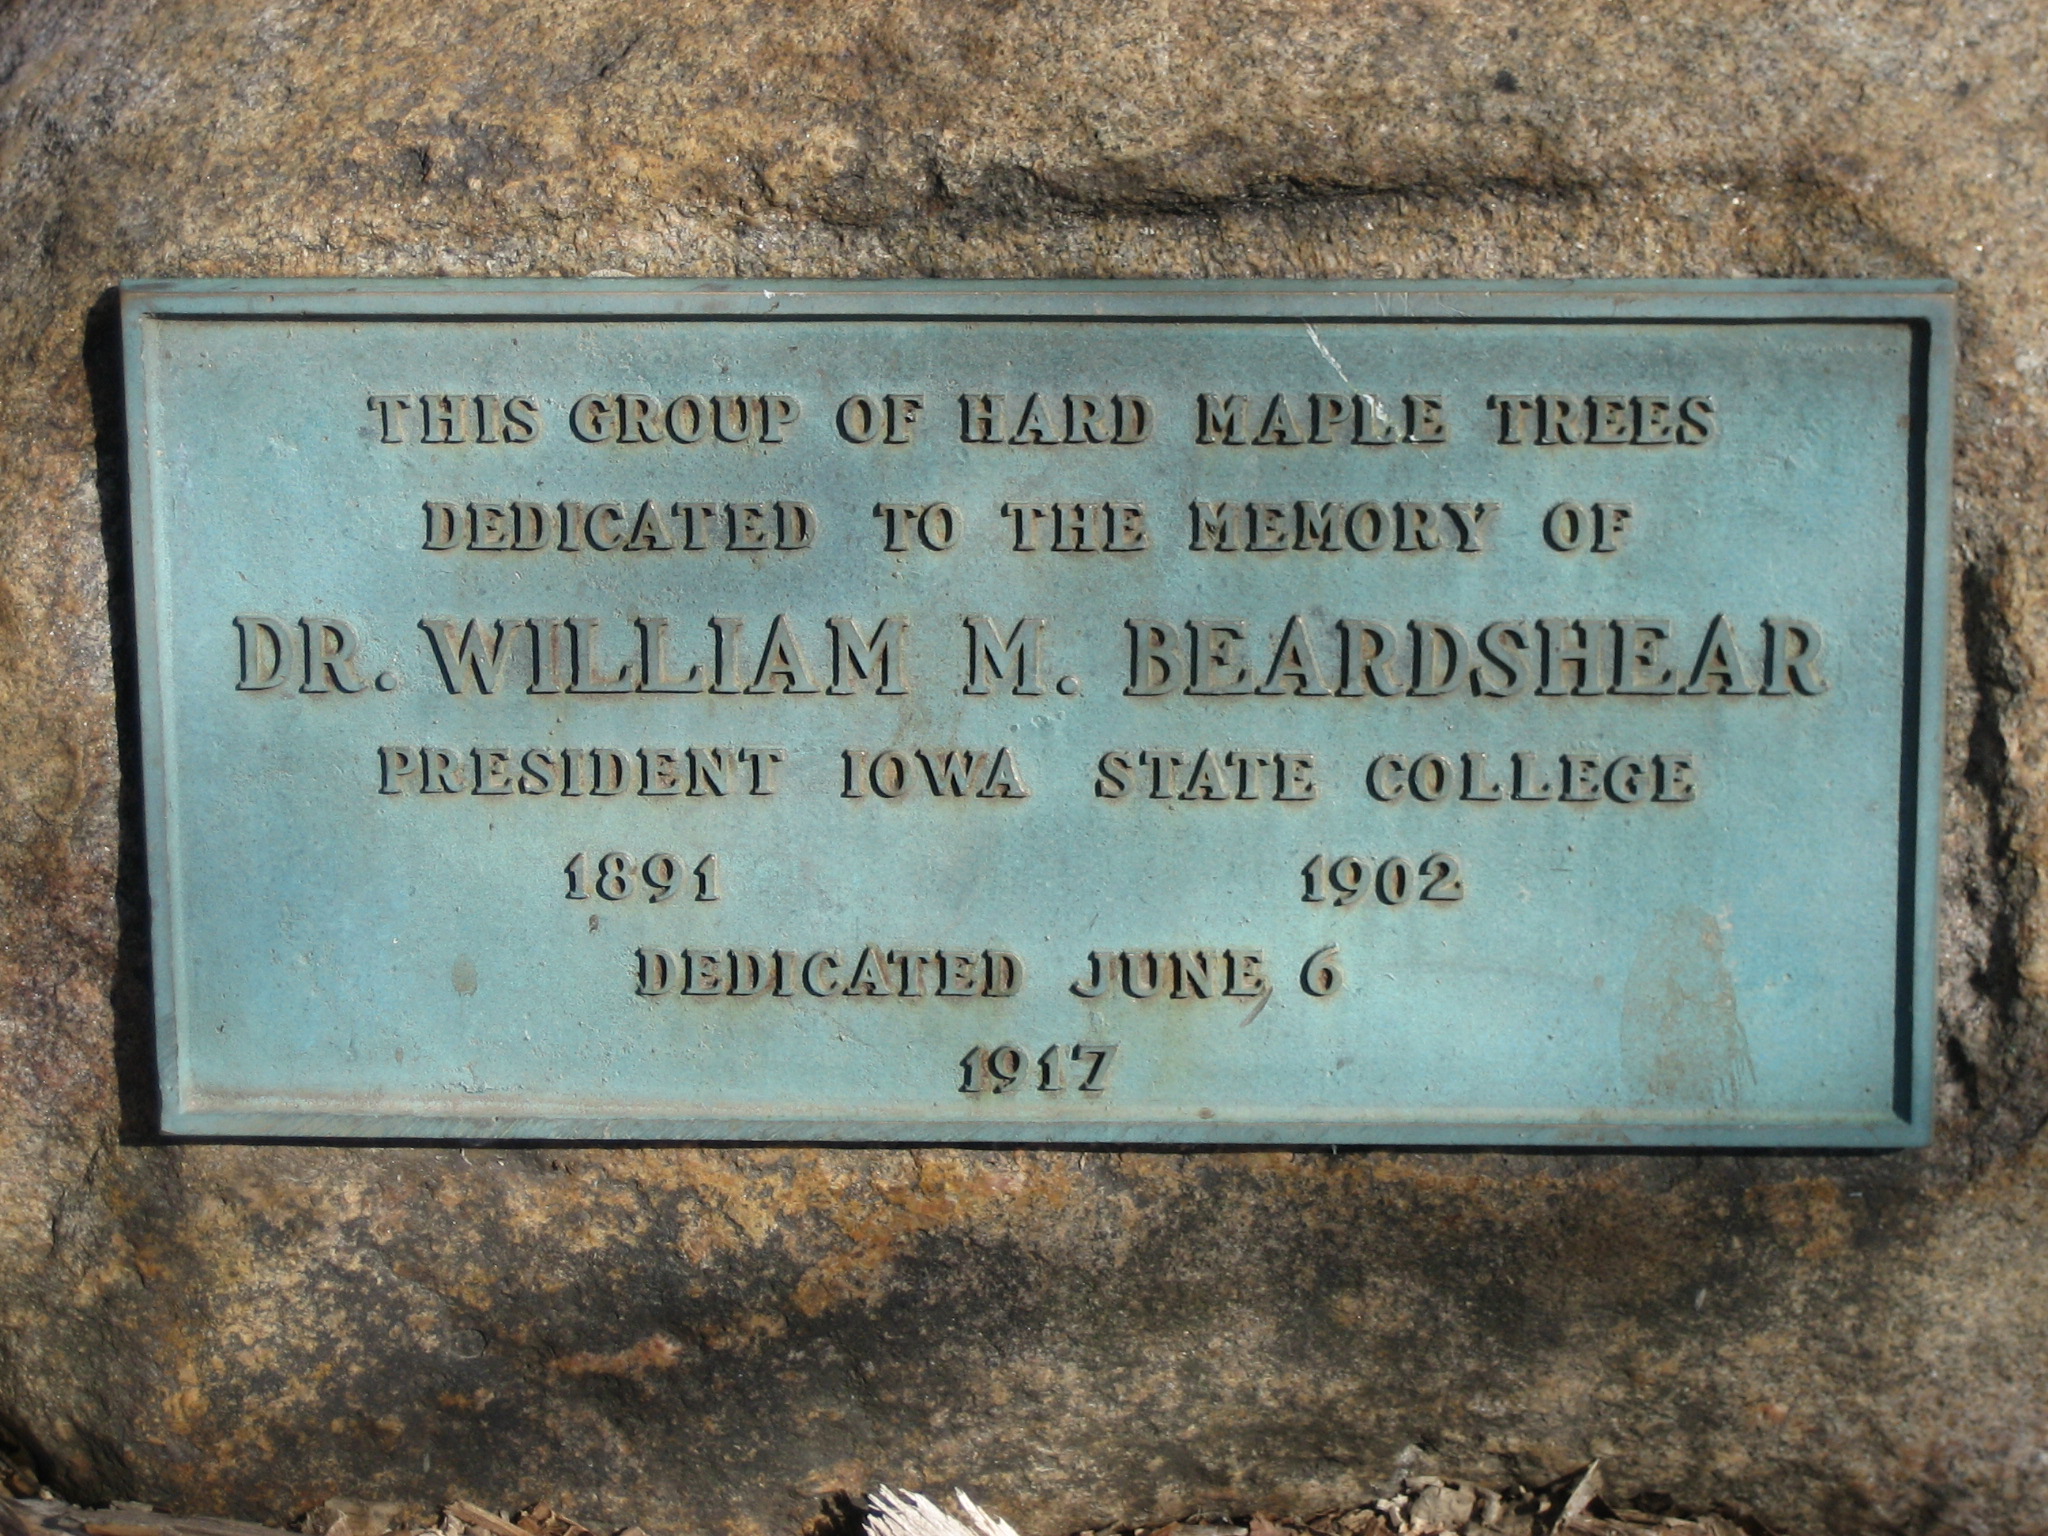 THIS GROUP OF HARD MAPLE TREES
DEDICATED TO THE MEMORY OF
DR. WILLIAM M. BEARDSHEAR
PRESIDENT IOWA STATE COLLEGE
1891 1902
DEDICATED JUNE 6
1917